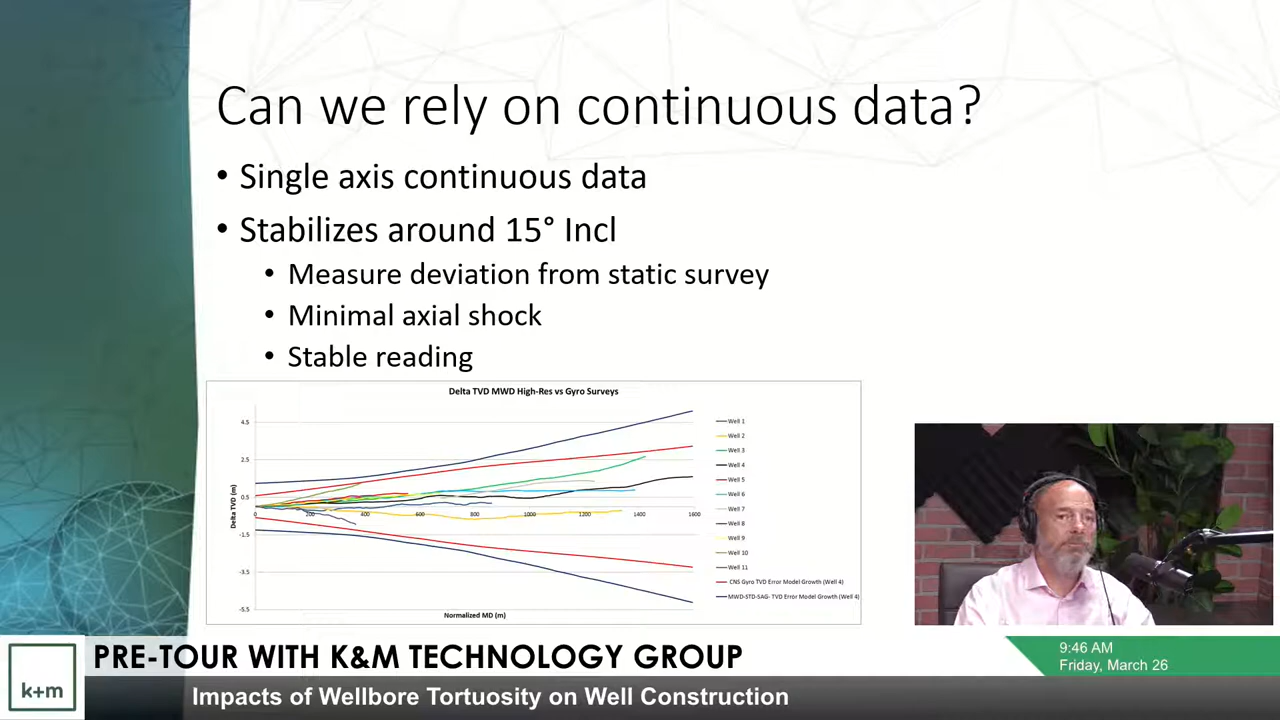 Can we rely on continuous data?
• Single axis continuous data
• Stabilizes around 15° Incl
• Measure deviation from static survey
• Minimal axial shock
• Stable reading
Delta TVD MWD High-Res vs Gyro Surveys
Delta TVD (m)
4.5
2.5
0.5
-1.5
-3.5
-5.5
0
200
400
600
800
1000
1200
1400
1600
Normalized MD (m)
Well 1
Well 2
Well 3
Well 4
Well 5
Well 6
Well 7
Well 8
Well 9
Well 10
Well 11
CNS Gyro TVD Error Model Growth (Well 4)
MWD-STD-SAG- TVD Error Model Growth (Well 4)
k+m
PRE-TOUR WITH K&M TECHNOLOGY GROUP
Impacts of Wellbore Tortuosity on Well Construction
9:46 AM
Friday, March 26